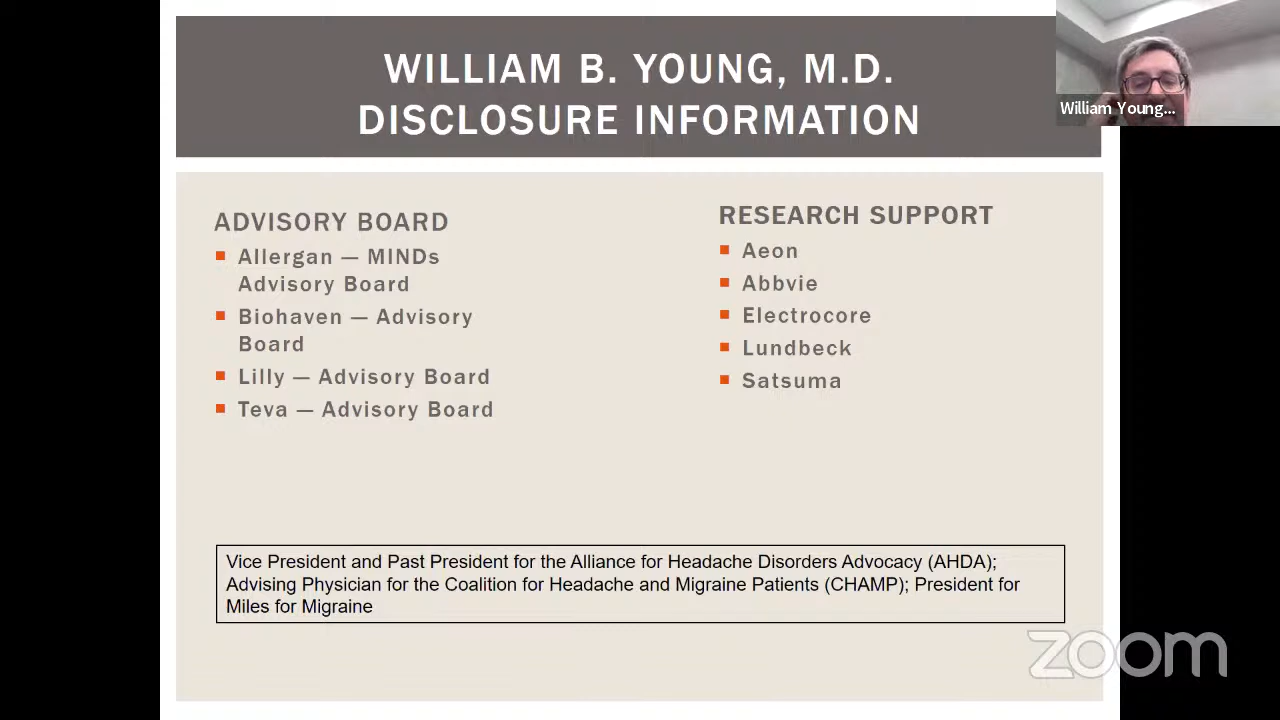 WILLIAM B. YOUNG, M.D.
DISCLOSURE INFORMATION
William Young...
ADVISORY BOARD
Allergan — MINDs
Advisory Board
Biohaven — Advisory
Board
Lilly — Advisory Board
Teva — Advisory Board
RESEARCH SUPPORT
Aeon
Abbvie
Electrocore
Lundbeck
Satsuma
Vice President and Past President for the Alliance for Headache Disorders Advocacy (AHDA);
Advising Physician for the Coalition for Headache and Migraine Patients (CHAMP); President for
Miles for Migraine
zoom